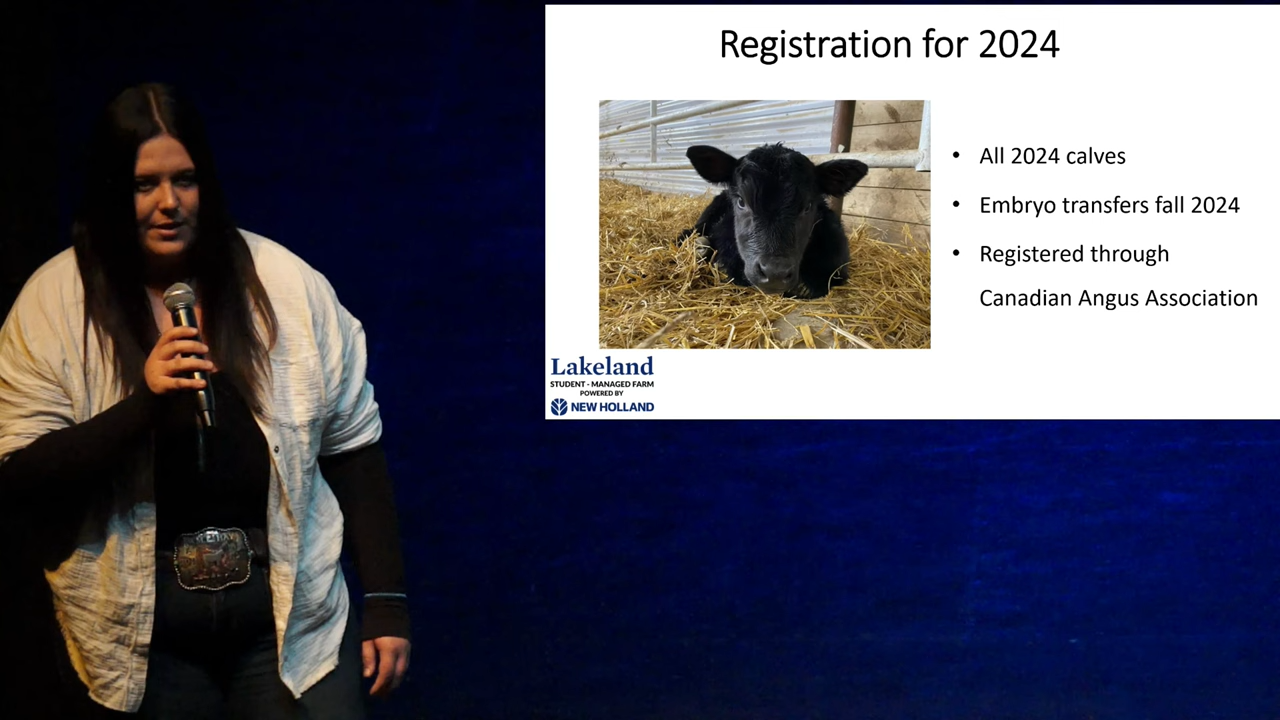 Registration for 2024
• All 2024 calves
• Embryo transfers fall 2024
• Registered through
Canadian Angus Association
Lakeland
STUDENT - MANAGED FARM
POWERED BY
NEW HOLLAND